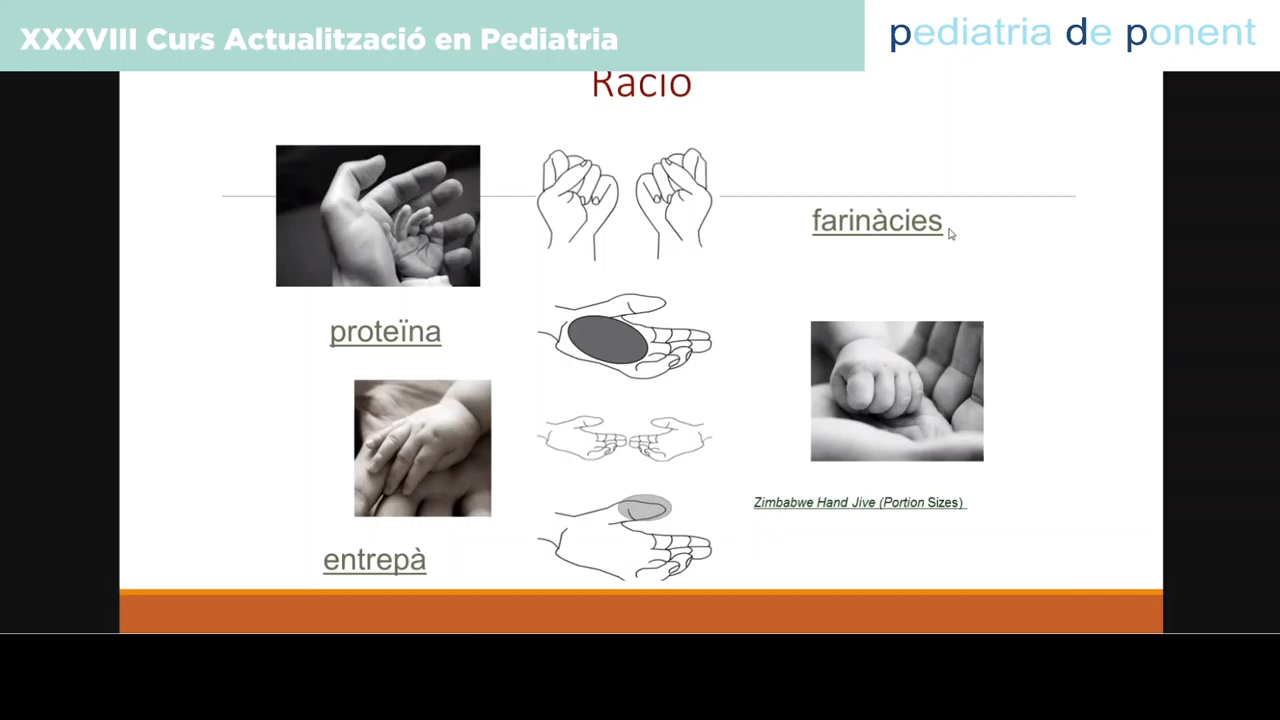 XXXVIII Curs Actualització en Pediatria
pediatria de ponent
Ració
farinàcies
proteïna
Zimbabwe Hand Jive (Portion Sizes)
entrepà